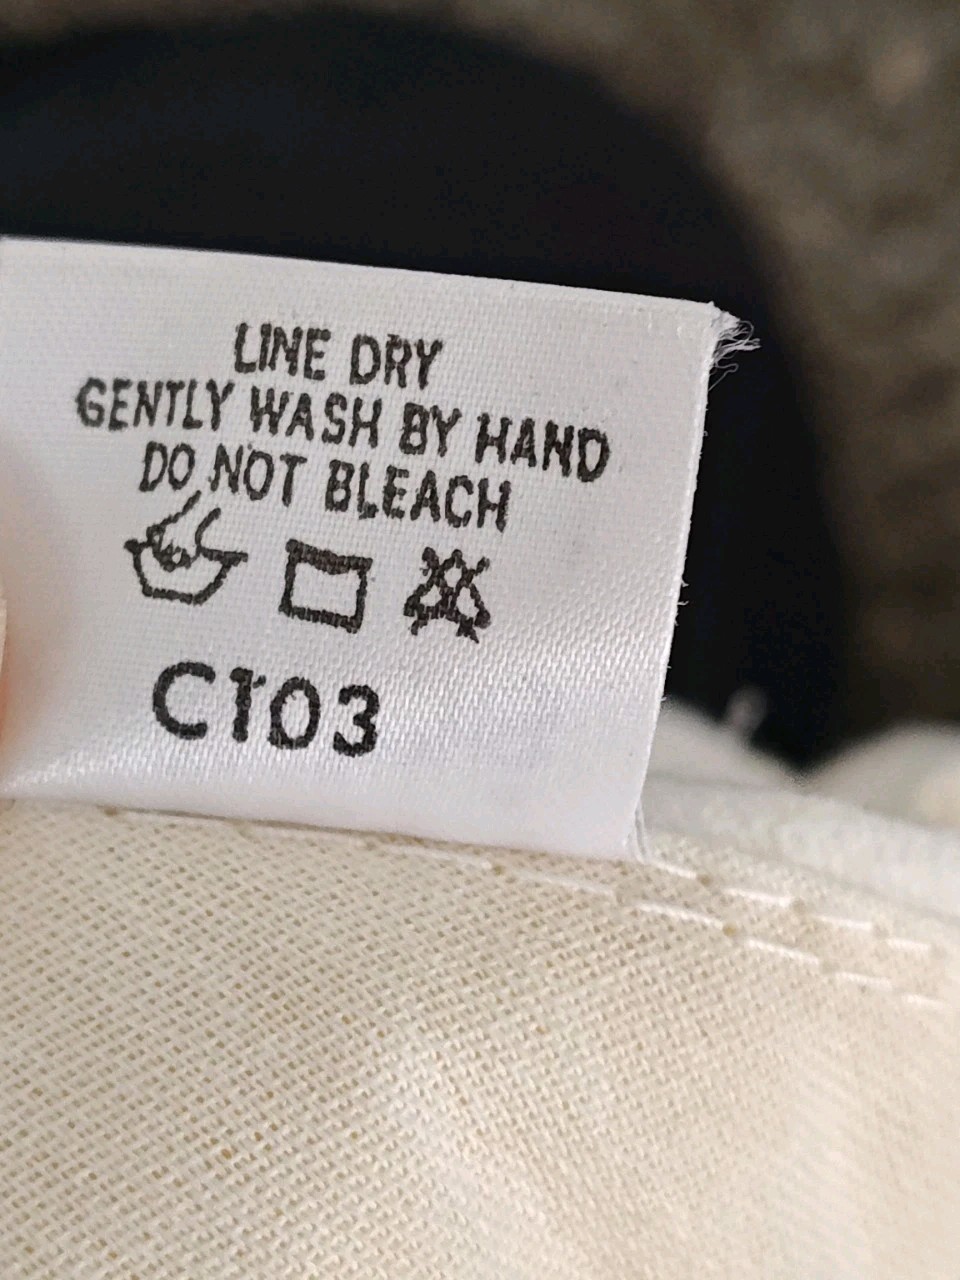 LINE DRY
GENTLY WASH BY HAND
DO NOT BLEACH
C103